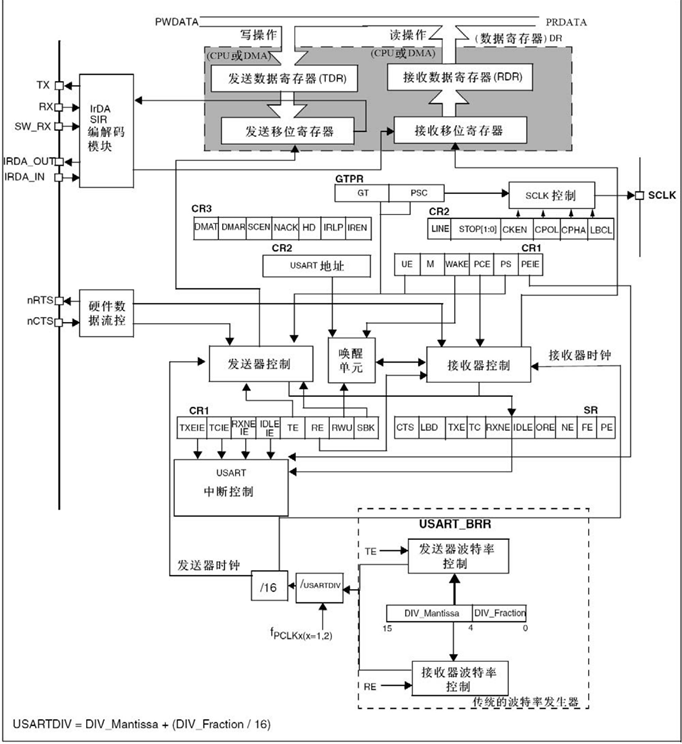 PWDATA
PRDATA
写操作
读操作
(数据寄存器) DR
(CPU或DMA)
(CPU或DMA)
发送数据寄存器(TDR)
接收数据寄存器(RDR)
发送移位寄存器
接收移位寄存器
TX
RX
SW_RX
IRDA_OUT
IRDA_IN
IrDA
SIR
编解码
模块
GTPR
GT
PSC
SCLK 控制
SCLK
CR3
DMAT
DMAR
SCEN
NACK
HD
IRLP
IREN
CR2
LINE
STOP[1:0]
CKEN
CPOL
CPHA
LBCL
CR2
USART 地址
CR1
UE
M
WAKE
PCE
PS
PEIE
nRTS
nCTS
硬件数
据流控
发送器控制
唤醒
单元
接收器控制
接收器时钟
CR1
TXEIE
TCIE
RXNE
IE
IDLE
IE
TE
RE
RWU
SBK
SR
CTS
LBD
TXE
TC
RXNE
IDLE
ORE
NE
FE
PE
USART
中断控制
发送器时钟
/16
/USARTDIV
fPCLKx(x=1,2)
USART_BRR
TE
发送器波特率
控制
DIV_Mantissa
DIV_Fraction
15
4
0
RE
接收器波特率
控制
传统的波特率发生器
USARTDIV = DIV_Mantissa + (DIV_Fraction / 16)